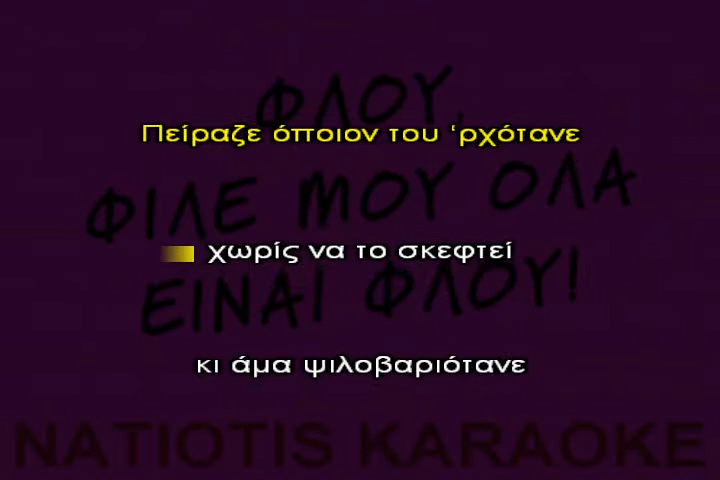 ΦΛΟΥ,
Πείραζε όποιον του ‘ρχότανε
ΦΙΛΕ ΜΟΥ ΟΛΑ
χωρίς να το σκεφτεί
ΕΙΝΑΙ ΦΛΟΥ!
κι άμα ψιλοβαριότανε
NATIOTIS KARAOKE